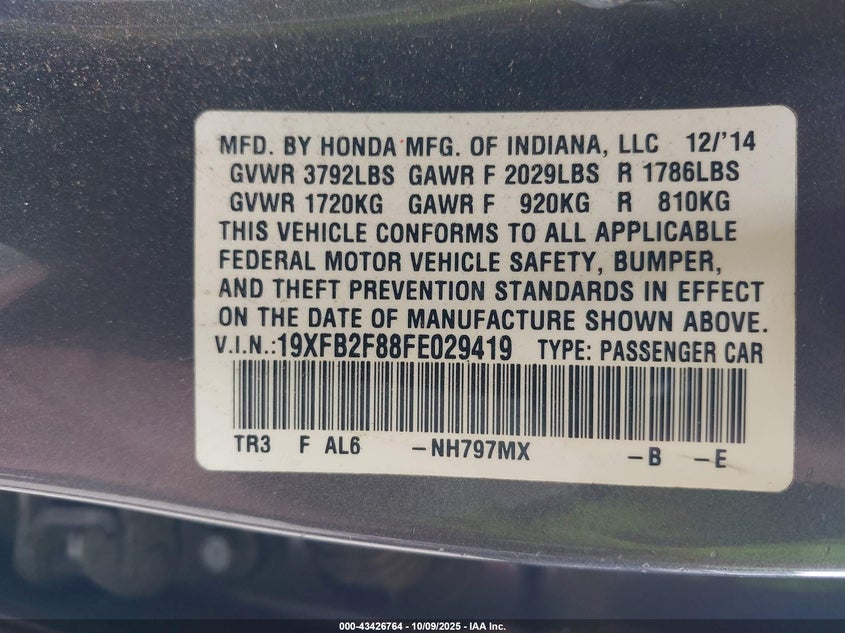 MFD. BY HONDA MFG. OF INDIANA, LLC 12/'14
GVWR 3792LBS GAWR F 2029LBS R 1786LBS
GVWR 1720KG GAWR F 920KG R 810KG
THIS VEHICLE CONFORMS TO ALL APPLICABLE
FEDERAL MOTOR VEHICLE SAFETY, BUMPER,
AND THEFT PREVENTION STANDARDS IN EFFECT
ON THE DATE OF MANUFACTURE SHOWN ABOVE.
V.I.N.:19XFB2F88FE029419 TYPE: PASSENGER CAR
TR3 F AL6 -NH797MX -B -E
000-43426764 | 10/09/2025 - IAA Inc.